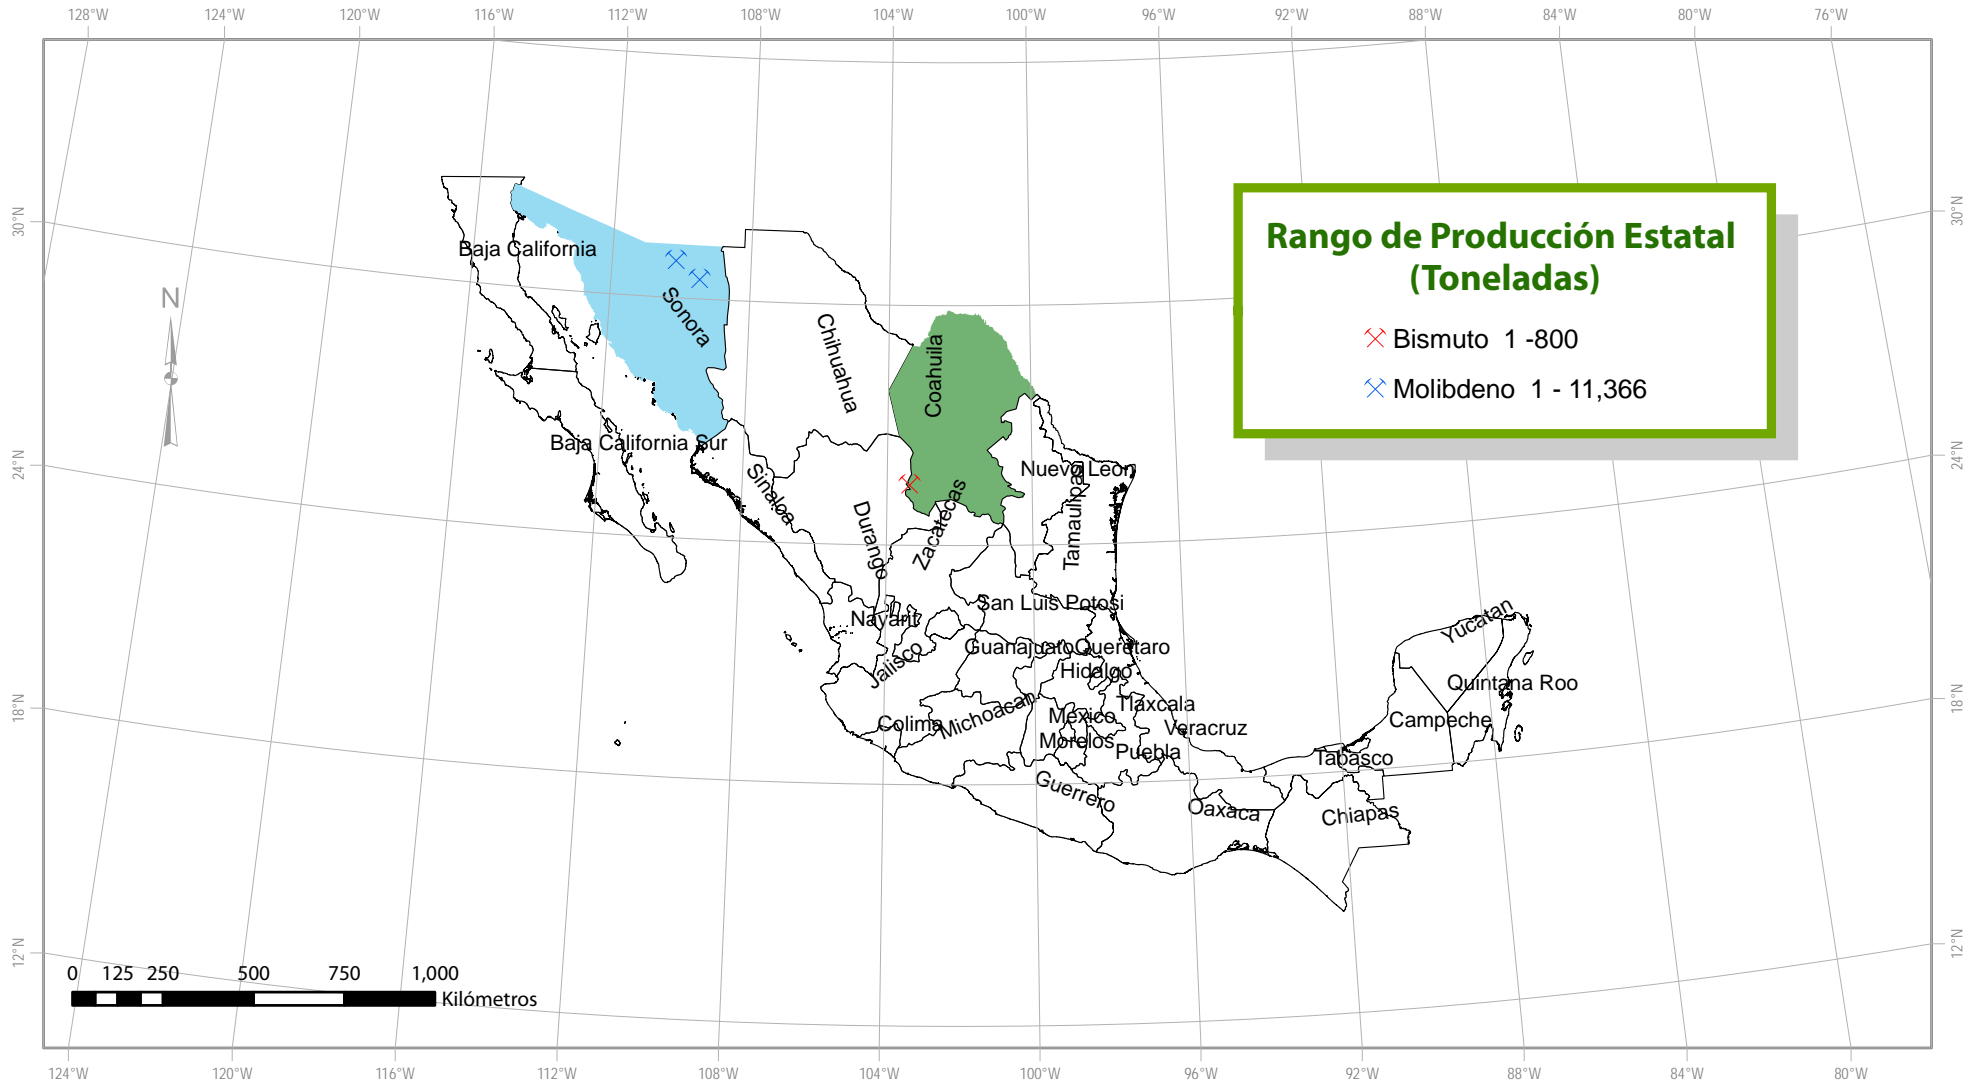 128°W 124°W 120°W 116°W 112°W 108°W 104°W 100°W 96°W 92°W 88°W 84°W 80°W 76°W
30°N
30°N
Rango de Producción Estatal
(Toneladas)
Bismuto 1 -800
Molibdeno 1 - 11,366
N
Baja California
Sonora
Chihuahua
Coahuila
24°N
24°N
Baja California Sur
Sinaloa
Durango
Zacatecas
Nuevo Leon
Tamaulipas
San Luis Potosi
Nayarit
Jalisco
Guanajuato
Queretaro
Hidalgo
Yucatan
Quintana Roo
18°N
18°N
Colima
Michoacan
Mexico
Tlaxcala
Morelos
Puebla
Veracruz
Campeche
Tabasco
Guerrero
Oaxaca
Chiapas
12°N
12°N
0 125 250 500 750 1,000
Kilómetros
124°W 120°W 116°W 112°W 108°W 104°W 100°W 96°W 92°W 88°W 84°W 80°W